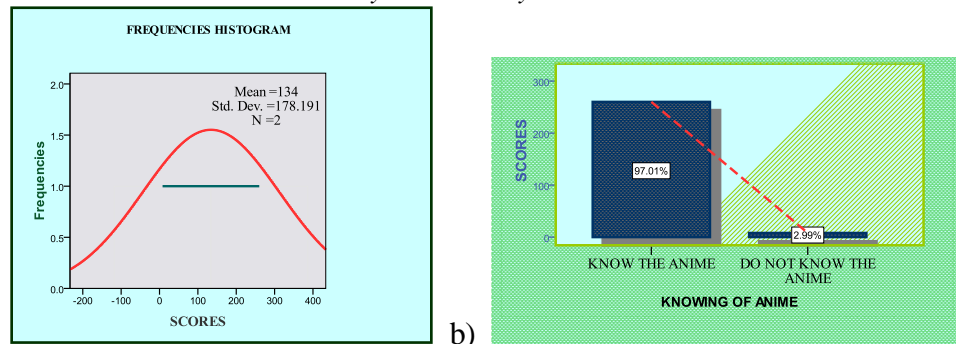 FREQUENCIES HISTOGRAM
Mean =134
Std. Dev. =178.191
N =2
Frequencies
2.0
1.5
1.0
0.5
0.0
-200 -100 0 100 200 300 400
SCORES
b)
SCORES
300
200
100
0
97.01%
2.99%
KNOW THE ANIME
DO NOT KNOW THE
ANIME
KNOWING OF ANIME